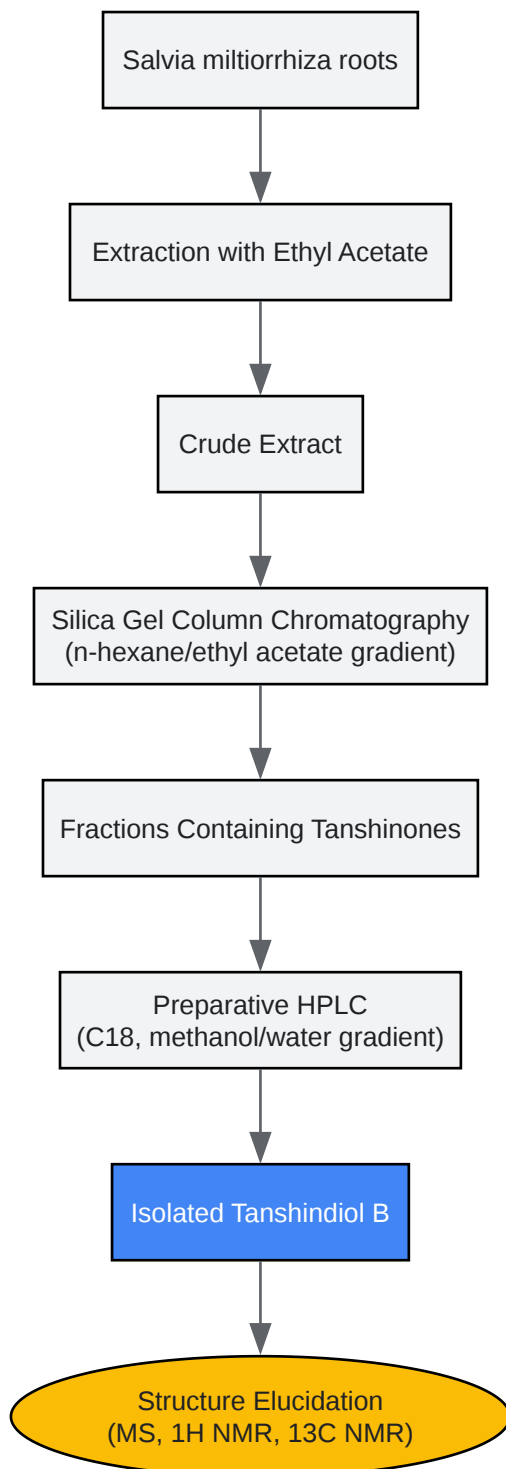 Salvia miltiorrhiza roots
Extraction with Ethyl Acetate
Crude Extract
Silica Gel Column Chromatography
(n-hexane/ethyl acetate gradient)
Fractions Containing Tanshinones
Preparative HPLC
(C18, methanol/water gradient)
Isolated Tanshindiol B
Structure Elucidation
(MS, 1H NMR, 13C NMR)